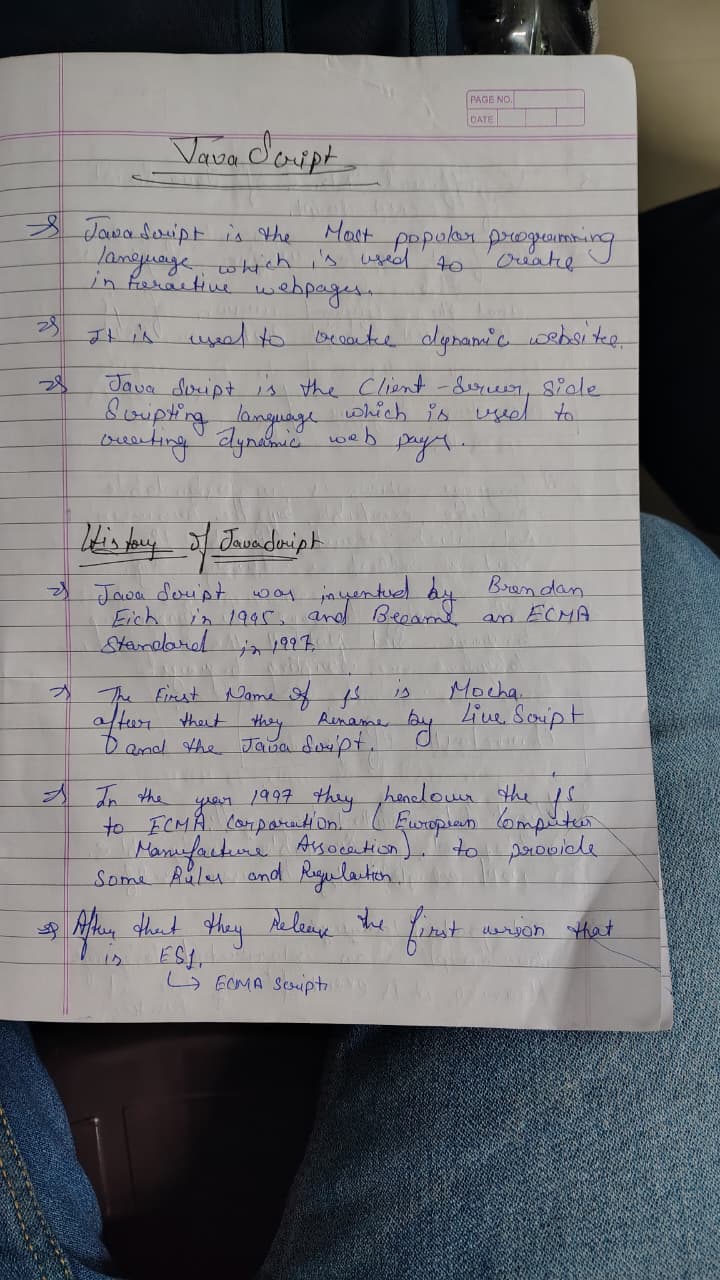 PAGE NO.
DATE
JavaScript
⇒ JavaScript is the Most popular programming
language which is used to create
interactive webpages.
⇒ It is used to create dynamic website.
⇒ Java Script is the Client - Server side
Scripting language which is used to
creating dynamic web pages.
History of Javascript
⇒ Java Script was invented by Brendan
Eich in 1995, and Became an ECMA
Standard in 1997.
⇒ The First Name of js is Mocha.
after that they Rename by Live Script
and the Java Script.
⇒ In the year 1997 they handover the js
to ECMA Corporation. (European Computer
Manufacture Assocation). to provide
Some Rules and Regulation.
⇒ After that they Release the first version that
is ES1.
↳ ECMA Script